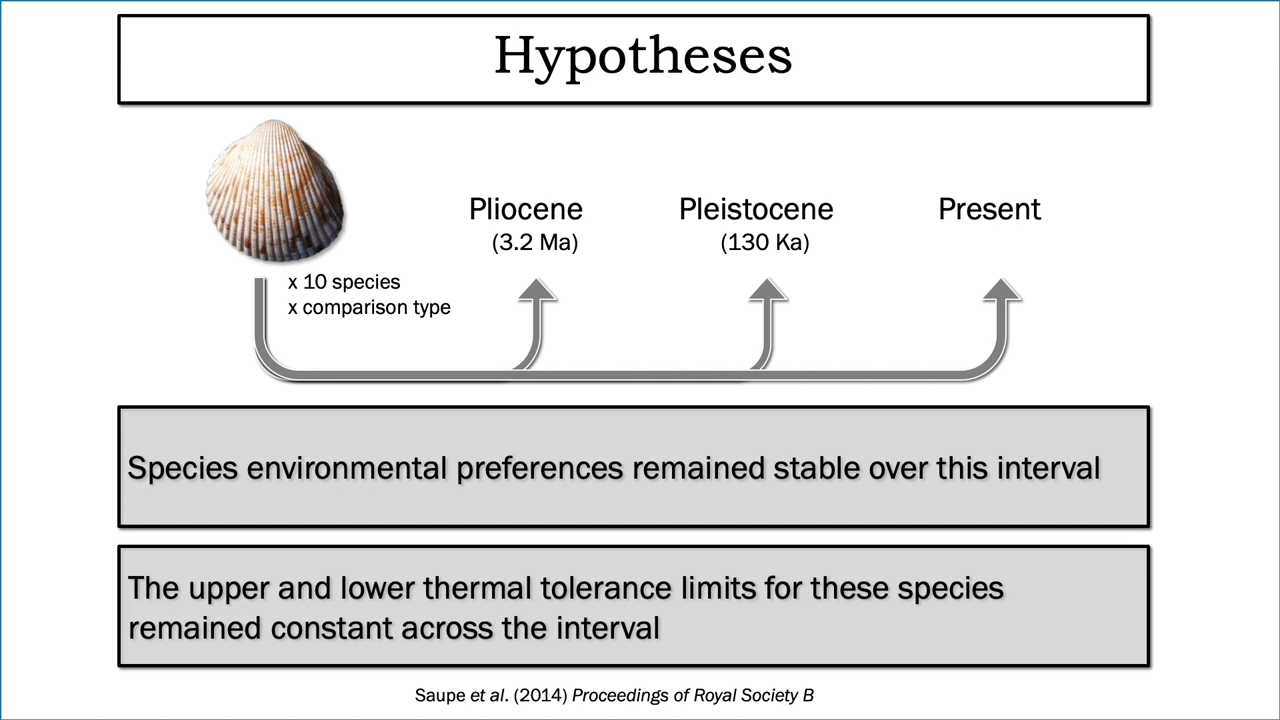 Hypotheses
Pliocene
(3.2 Ma)
Pleistocene
(130 Ka)
Present
x 10 species
x comparison type
Species environmental preferences remained stable over this interval
The upper and lower thermal tolerance limits for these species
remained constant across the interval
Saupe et al. (2014) Proceedings of Royal Society B